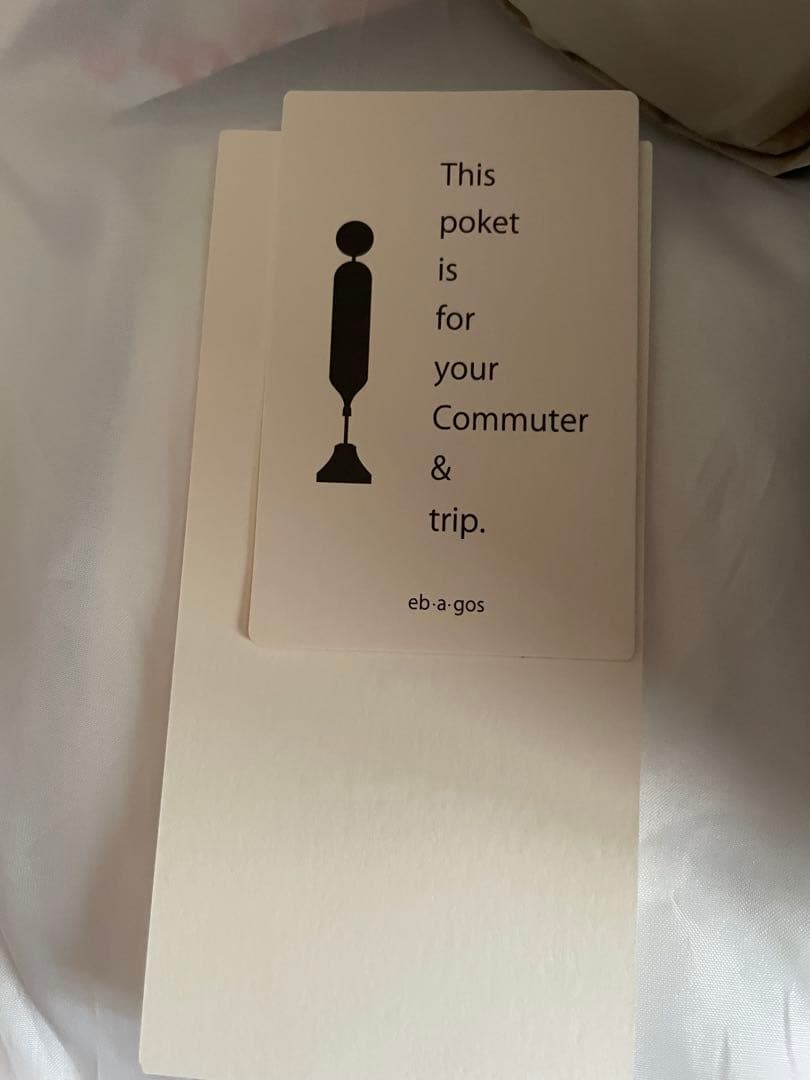 This
poket
is
for
your
Commuter
&
trip.
eb·a·gos